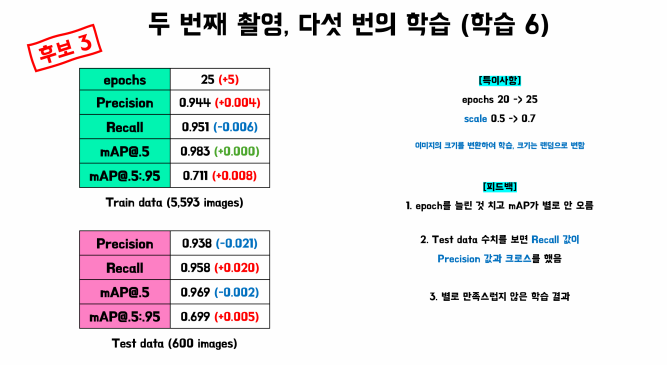 두 번째 촬영, 다섯 번의 학습 (학습 6)
후보 3
epochs 25 (+5)
Precision 0.944 (+0.004)
Recall 0.951 (-0.006)
mAP@.5 0.983 (+0.000)
mAP@.5:.95 0.711 (+0.008)
Train data (5,593 images)
Precision 0.938 (-0.021)
Recall 0.958 (+0.020)
mAP@.5 0.969 (-0.002)
mAP@.5:.95 0.699 (+0.005)
Test data (600 images)
[특이사항]
epochs 20 -> 25
scale 0.5 -> 0.7
이미지의 크기를 변환하여 학습, 크기는 랜덤으로 변함
[피드백]
1. epoch를 늘린 것 치고 mAP가 별로 안 오름
2. Test data 수치를 보면 Recall 값이
Precision 값과 크로스를 했음
3. 별로 만족스럽지 않은 학습 결과